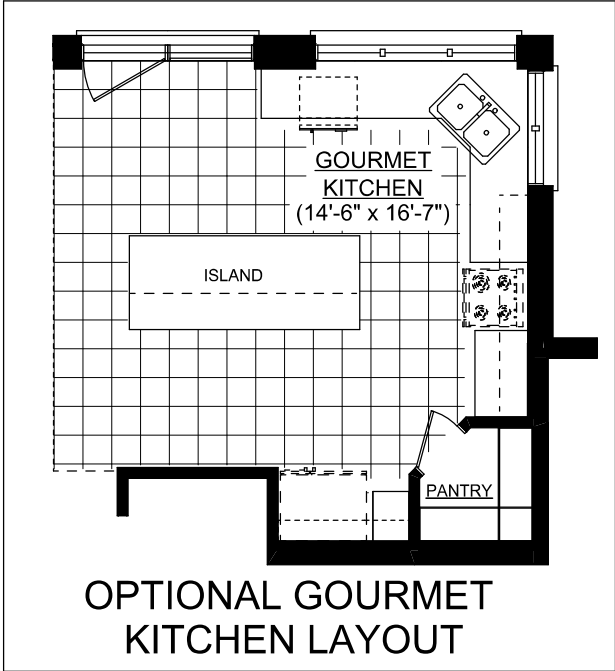 GOURMET
KITCHEN
(14'-6" x 16'-7")
ISLAND
PANTRY
OPTIONAL GOURMET
KITCHEN LAYOUT